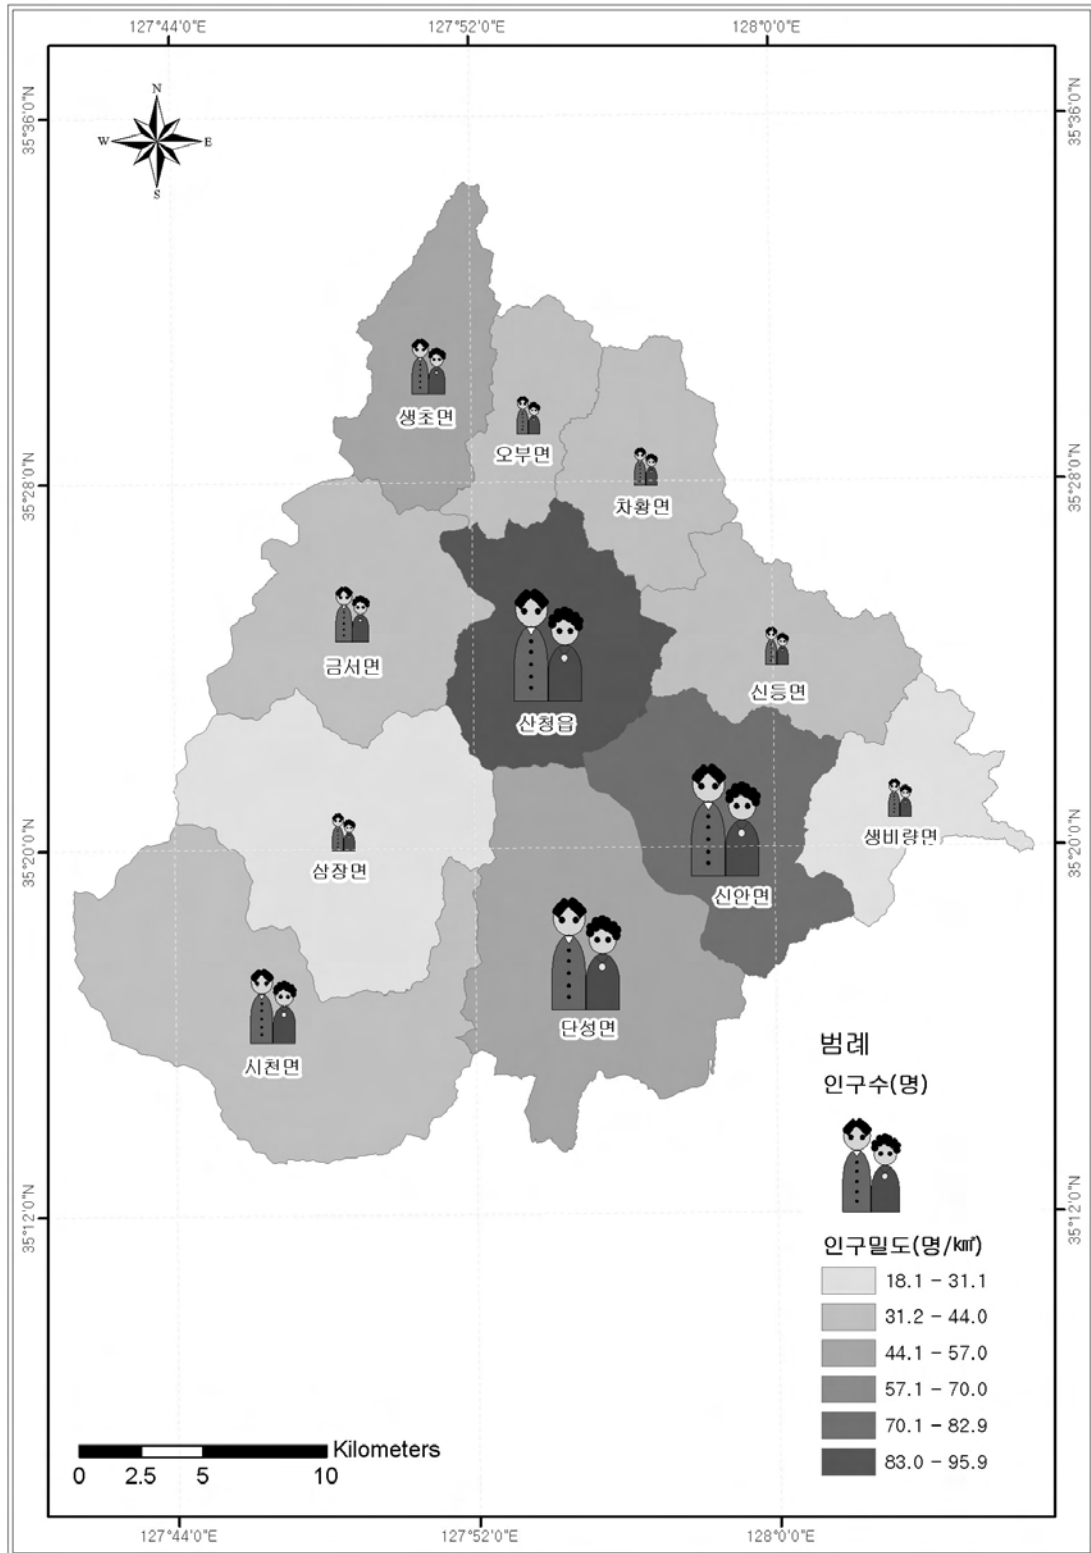 127°44'0"E
127°52'0"E
128°0'0"E
35°36'0"N
35°36'0"N
N
W
E
S
생초면
오부면
35°28'0"N
35°28'0"N
차황면
금서면
신등면
산청읍
생비량면
35°20'0"N
35°20'0"N
삼장면
신안면
단성면
시천면
범례
인구수(명)
35°12'0"N
35°12'0"N
인구밀도(명/㎢)
18.1 - 31.1
31.2 - 44.0
44.1 - 57.0
57.1 - 70.0
70.1 - 82.9
83.0 - 95.9
Kilometers
0 2.5 5 10
127°44'0"E
127°52'0"E
128°0'0"E